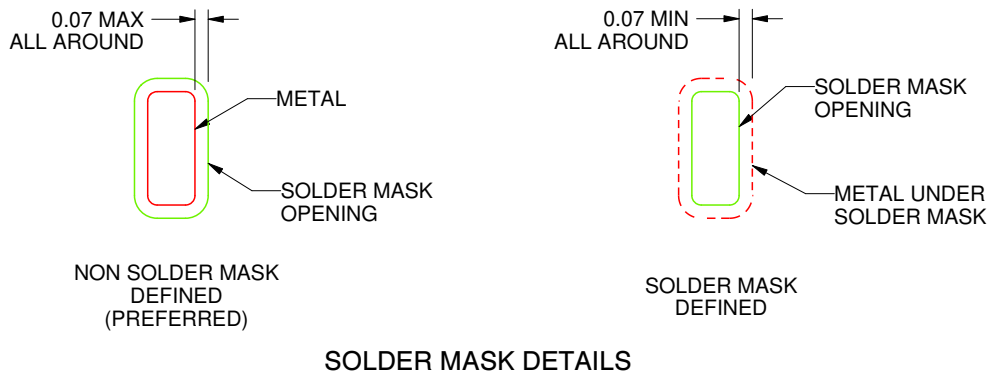 0.07 MAX
ALL AROUND
METAL
SOLDER MASK
OPENING
NON SOLDER MASK
DEFINED
(PREFERRED)
0.07 MIN
ALL AROUND
SOLDER MASK
OPENING
METAL UNDER
SOLDER MASK
SOLDER MASK
DEFINED
SOLDER MASK DETAILS